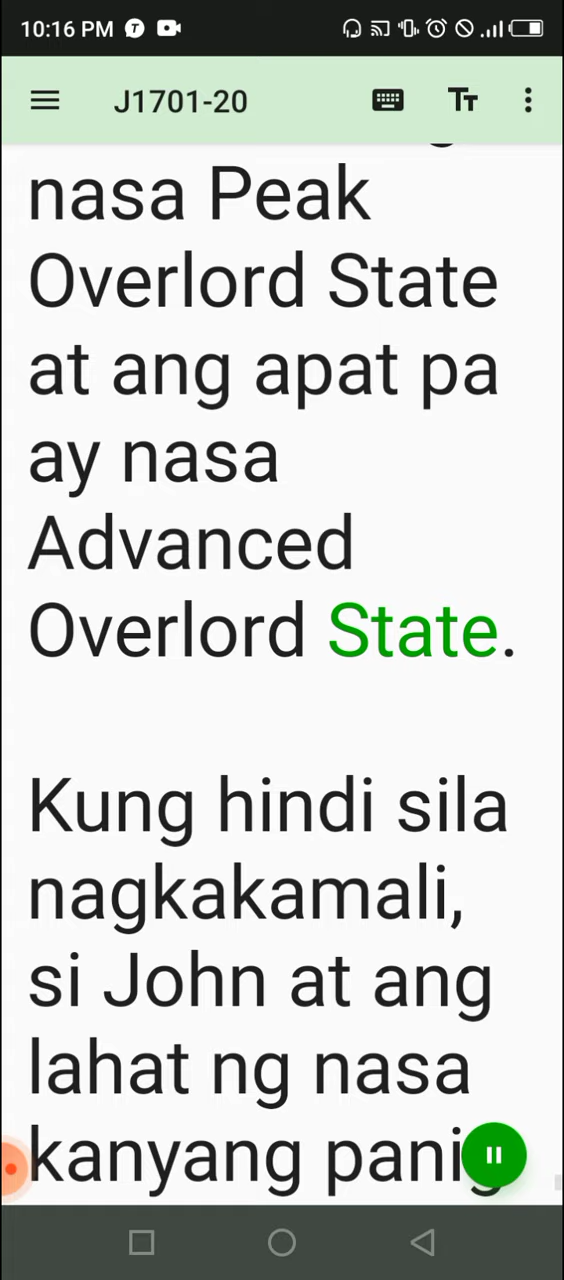 10:16 PM
J1701-20
nasa Peak
Overlord State
at ang apat pa
ay nasa
Advanced
Overlord State.
Kung hindi sila
nagkakamali,
si John at ang
lahat ng nasa
kanyang panig